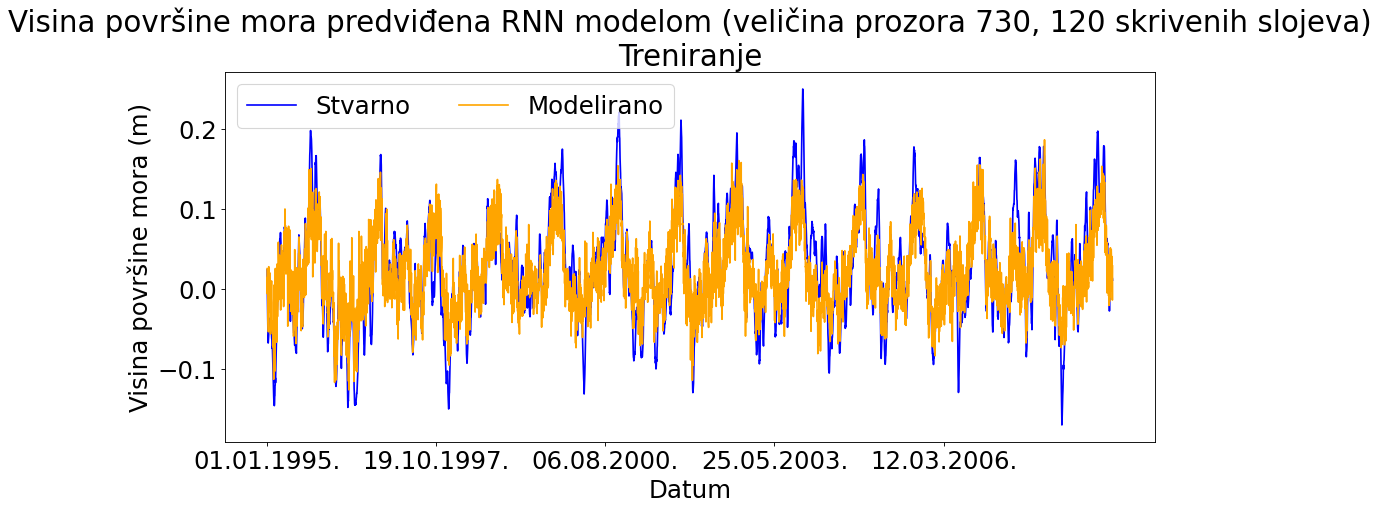 Visina površine mora predviđena RNN modelom (veličina prozora 730, 120 skrivenih slojeva)
Treniranje
Stvarno
Modelirano
Visina površine mora (m)
0.2
0.1
0.0
−0.1
01.01.1995.
19.10.1997.
06.08.2000.
25.05.2003.
12.03.2006.
Datum